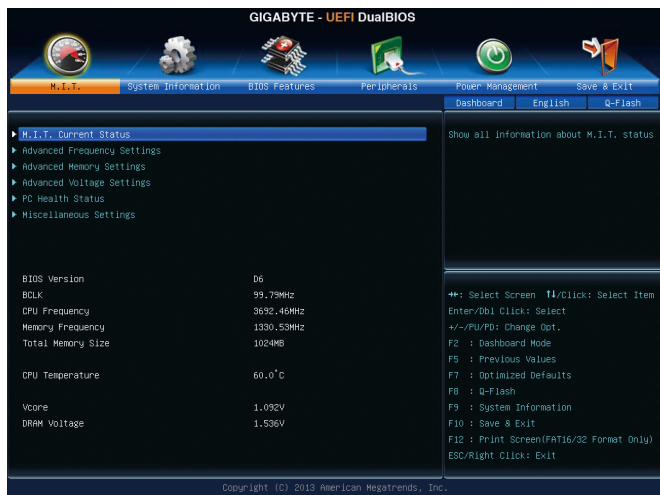 GIGABYTE - UEFI DualBIOS
M.I.T. System Information BIOS Features Peripherals Power Management Save & Exit
Dashboard English Q-Flash
M.I.T. Current Status
Advanced Frequency Settings
Advanced Memory Settings
Advanced Voltage Settings
PC Health Status
Miscellaneous Settings
Show all information about M.I.T. status
BIOS Version D6
BCLK 99.79MHz
CPU Frequency 3692.46MHz
Memory Frequency 1330.53MHz
Total Memory Size 1024MB
CPU Temperature 60.0°C
Vcore 1.092V
DRAM Voltage 1.536V
→←: Select Screen ↑↓/Click: Select Item
Enter/Dbl Click: Select
+/-/PU/PD: Change Opt.
F2 : Dashboard Mode
F5 : Previous Values
F7 : Optimized Defaults
F8 : Q-Flash
F9 : System Information
F10 : Save & Exit
F12 : Print Screen(FAT16/32 Format Only)
ESC/Right Click: Exit
Copyright (C) 2013 American Megatrends, Inc.